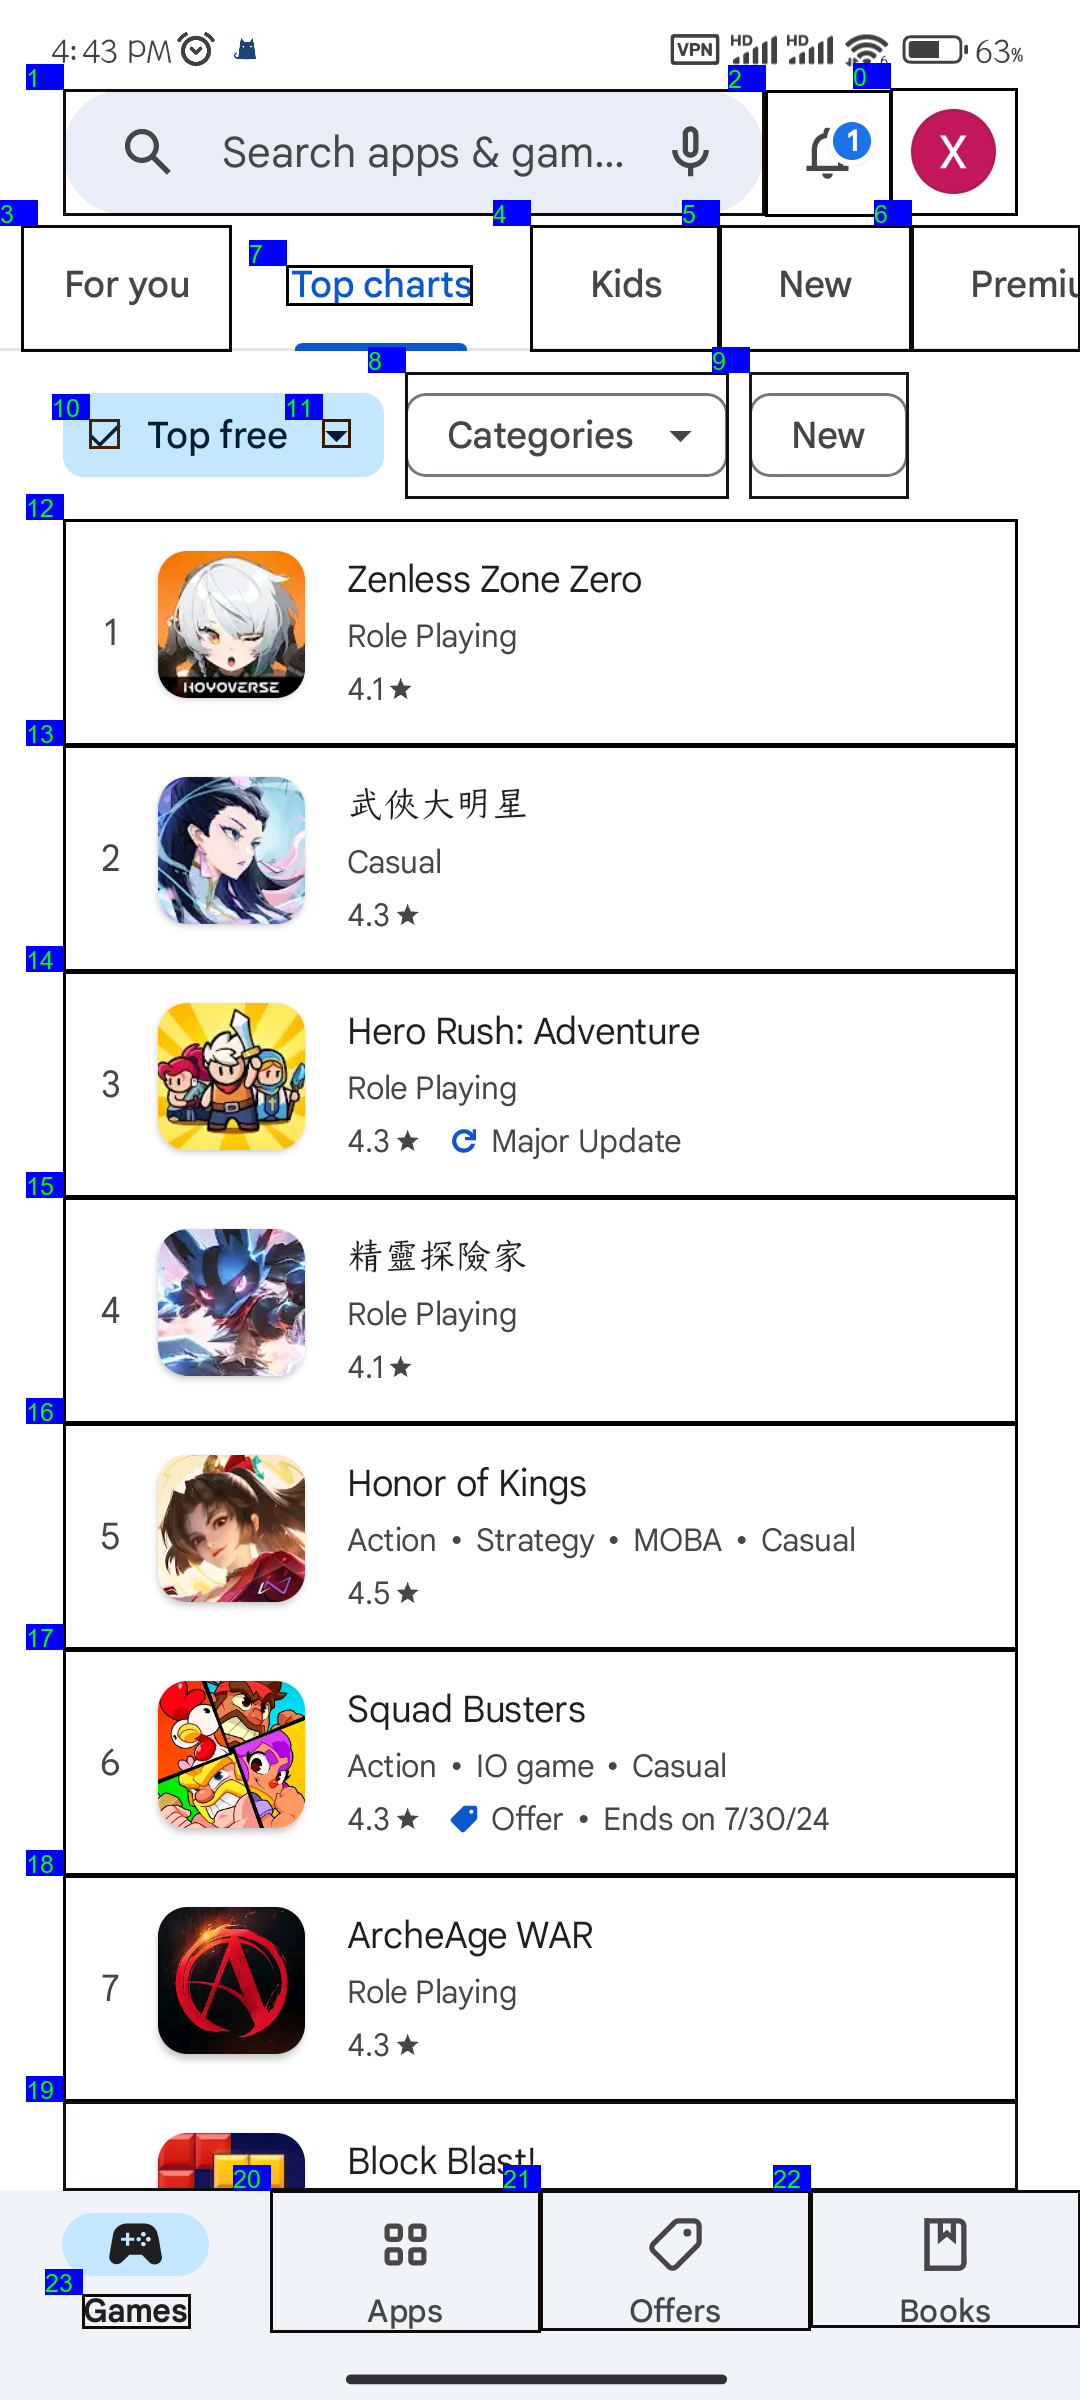 4:43 PM VPN HD HD 6 63%
1 2 0
Search apps & gam... 1 X
3 4 5 6
7
For you Top charts Kids New Premiu
8 9
10 11
Top free Categories New
12
Zenless Zone Zero
1 Role Playing
HOYOVERSE
4.1★
13
武俠大明星
2 Casual
4.3★
14
Hero Rush: Adventure
3 Role Playing
4.3★ Major Update
15
精靈探險家
4 Role Playing
4.1★
16
Honor of Kings
5 Action • Strategy • MOBA • Casual
4.5★
17
Squad Busters
6 Action • IO game • Casual
4.3★ Offer • Ends on 7/30/24
18
ArcheAge WAR
7 Role Playing
4.3★
19
Block Blast!
20 21 22
23
Games Apps Offers Books